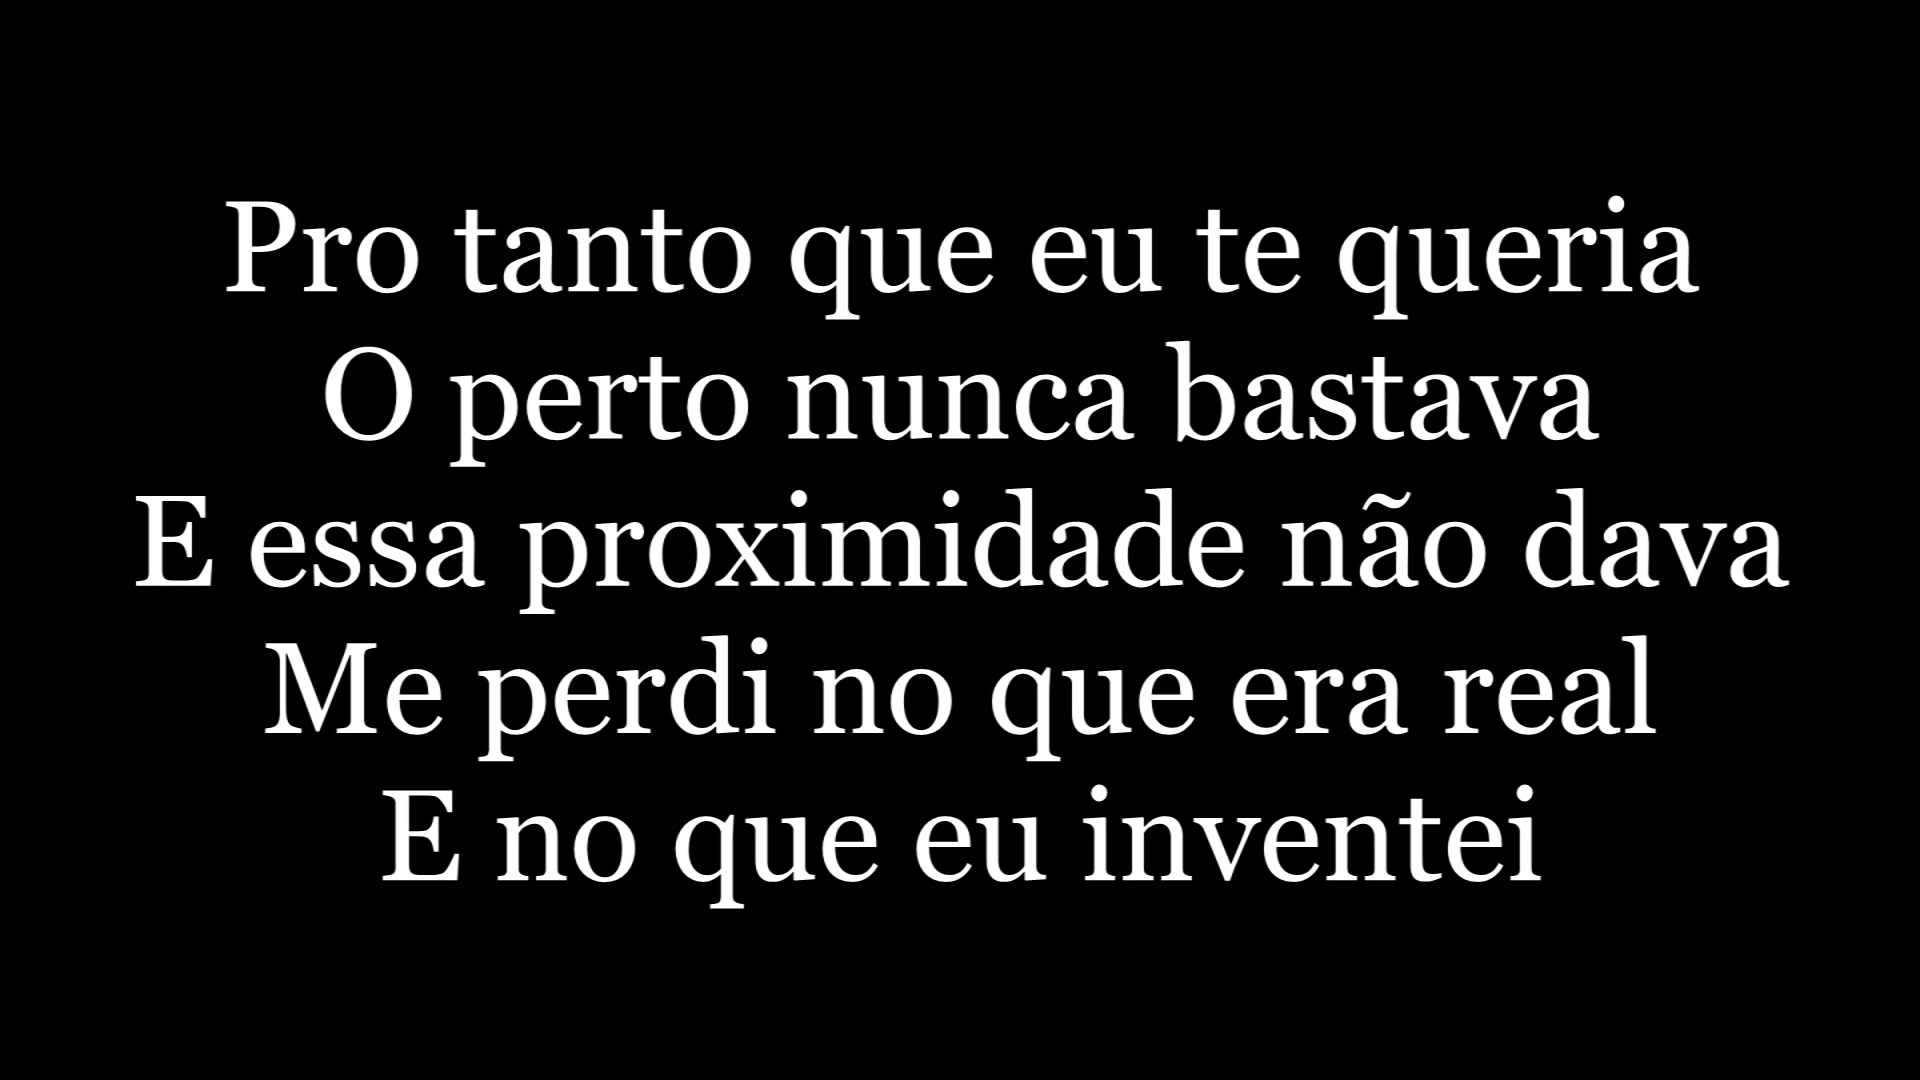 Pro tanto que eu te queria
O perto nunca bastava
E essa proximidade não dava
Me perdi no que era real
E no que eu inventei